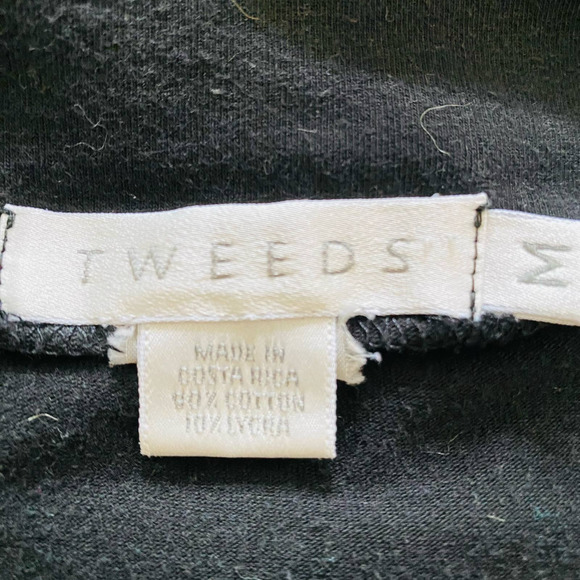 TWEEDS
M
MADE IN
COSTA RICA
90% COTTON
10% LYCRA